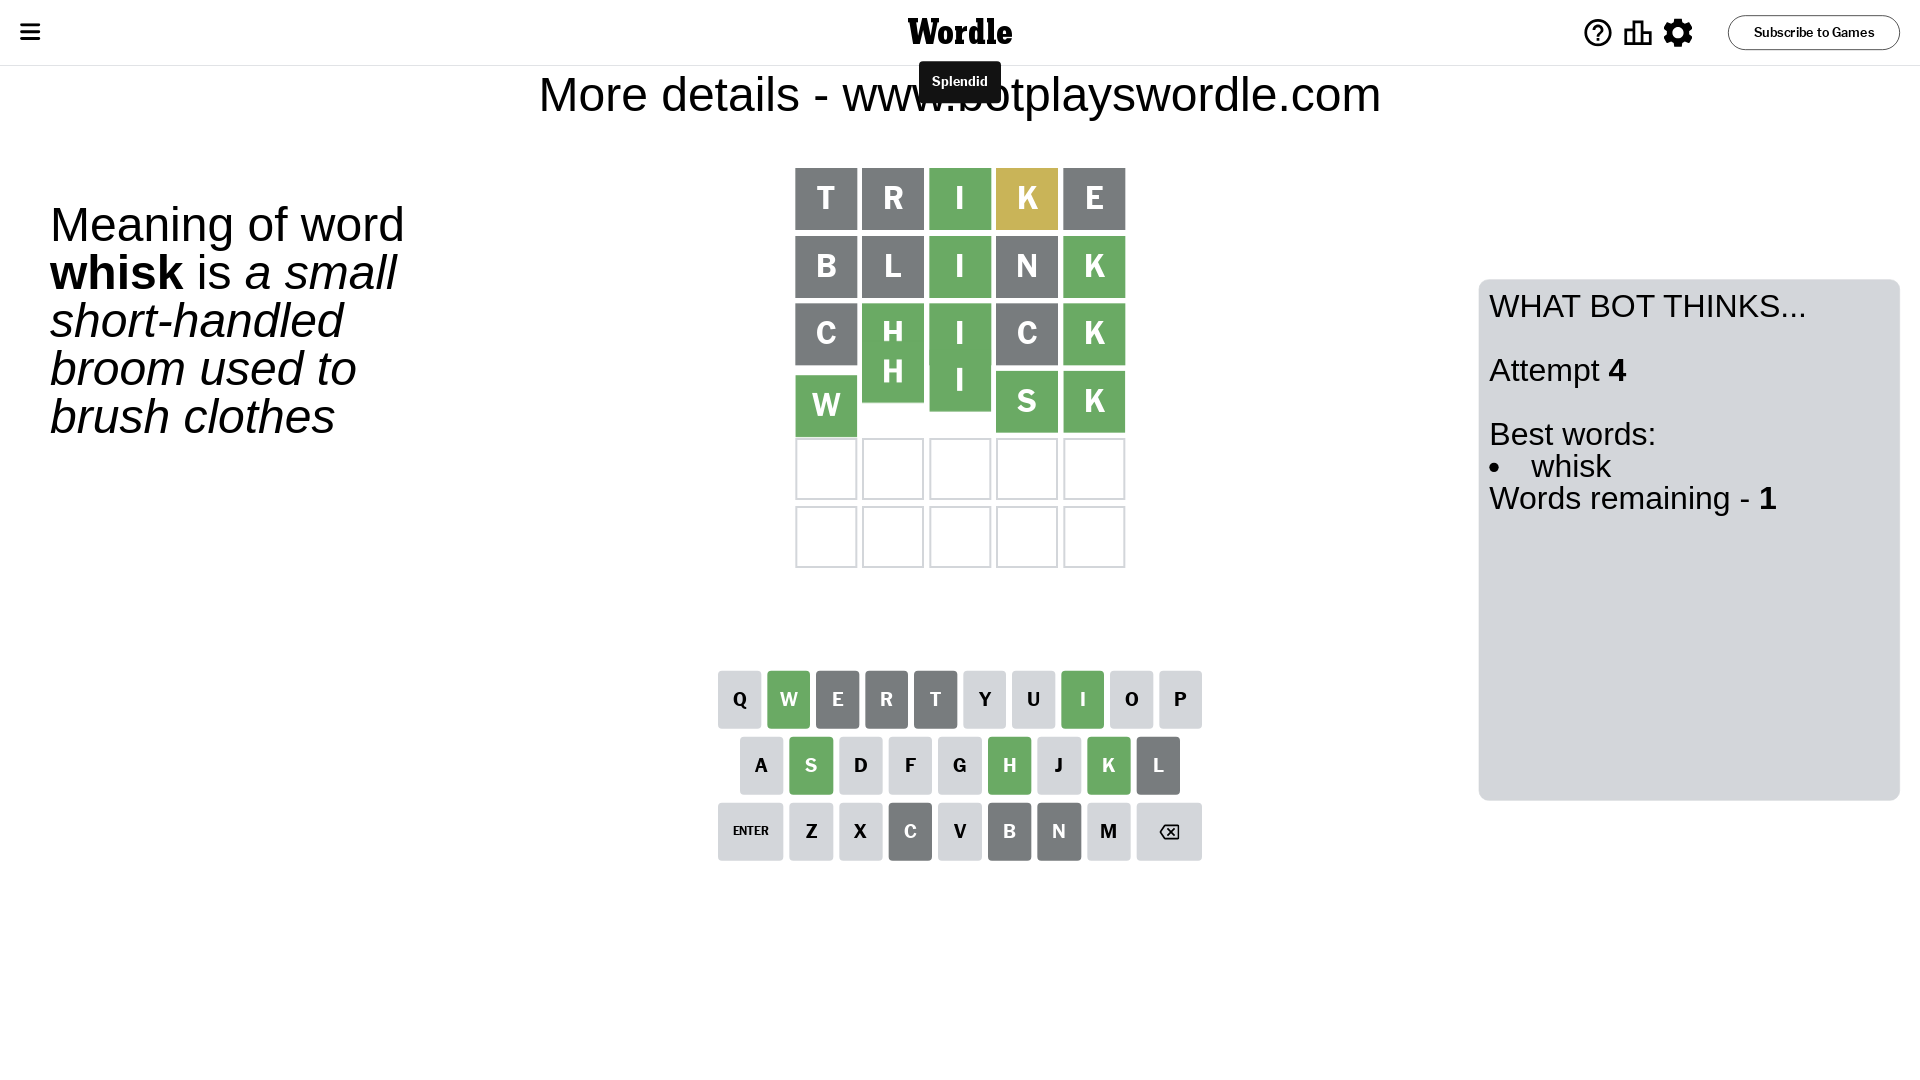 Wordle
Subscribe to Games
Splendid
More details - www.botplayswordle.com
Meaning of word
whisk is a small
short-handled
broom used to
brush clothes
T R I K E
B L I N K
C H I C K
W H I S K
WHAT BOT THINKS...
Attempt 4
Best words:
• whisk
Words remaining - 1
Q W E R T Y U I O P
A S D F G H J K L
ENTER Z X C V B N M